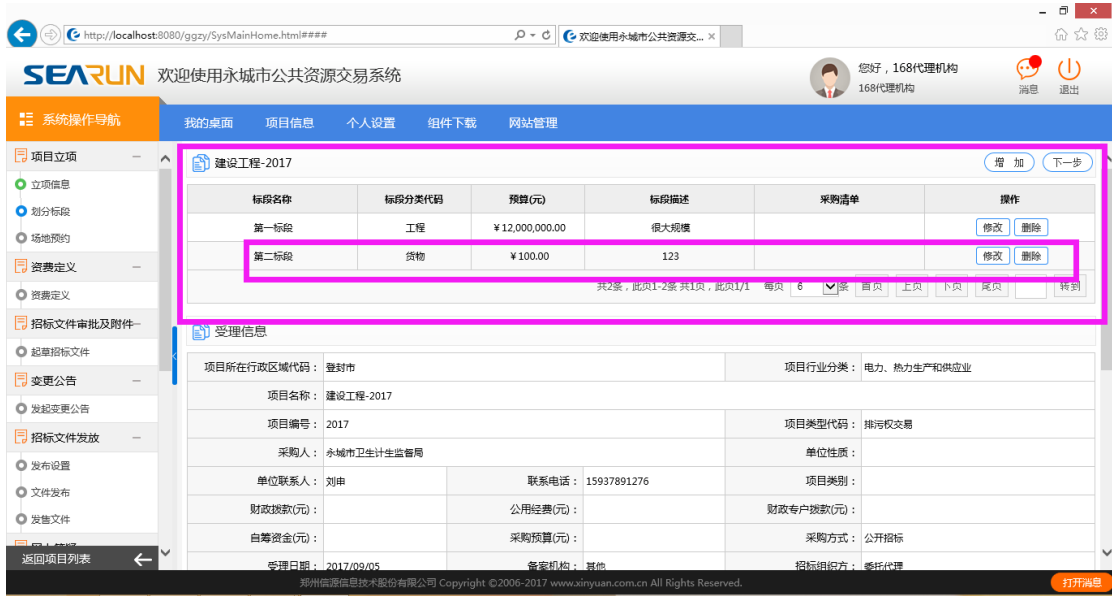 http://localhost:8080/ggzy/SysMainHome.html####
欢迎使用永城市公共资源交... ×
SEARUN 欢迎使用永城市公共资源交易系统
您好，168代理机构
168代理机构
消息 退出
系统操作导航
我的桌面 项目信息 个人设置 组件下载 网站管理
项目立项
立项信息
划分标段
场地预约
资费定义
资费定义
招标文件审批及附件
起草招标文件
变更公告
发起变更公告
招标文件发放
发布设置
文件发布
发售文件
返回项目列表
建设工程-2017 增 加 下一步
标段名称 标段分类代码 预算(元) 标段描述 采购清单 操作
第一标段 工程 ¥12,000,000.00 很大规模 修改 删除
第二标段 货物 ¥100.00 123 修改 删除
共2条，此页1-2条 共1页，此页1/1 每页 6 条 首页 上页 下页 尾页 转到
受理信息
项目所在行政区域代码： 登封市 项目行业分类： 电力、热力生产和供应业
项目名称： 建设工程-2017
项目编号： 2017 项目类型代码： 排污权交易
采购人： 永城市卫生计生监督局 单位性质：
单位联系人： 刘申 联系电话： 15937891276 项目类别：
财政拨款(元)： 公用经费(元)： 财政专户拨款(元)：
自筹资金(元)： 采购预算(元)： 采购方式： 公开招标
受理日期： 2017/09/05 备案机构： 其他 招标组织方： 委托代理
郑州信源信息技术股份有限公司 Copyright ©2006-2017 www.xinyuan.com.cn All Rights Reserved.
打开消息